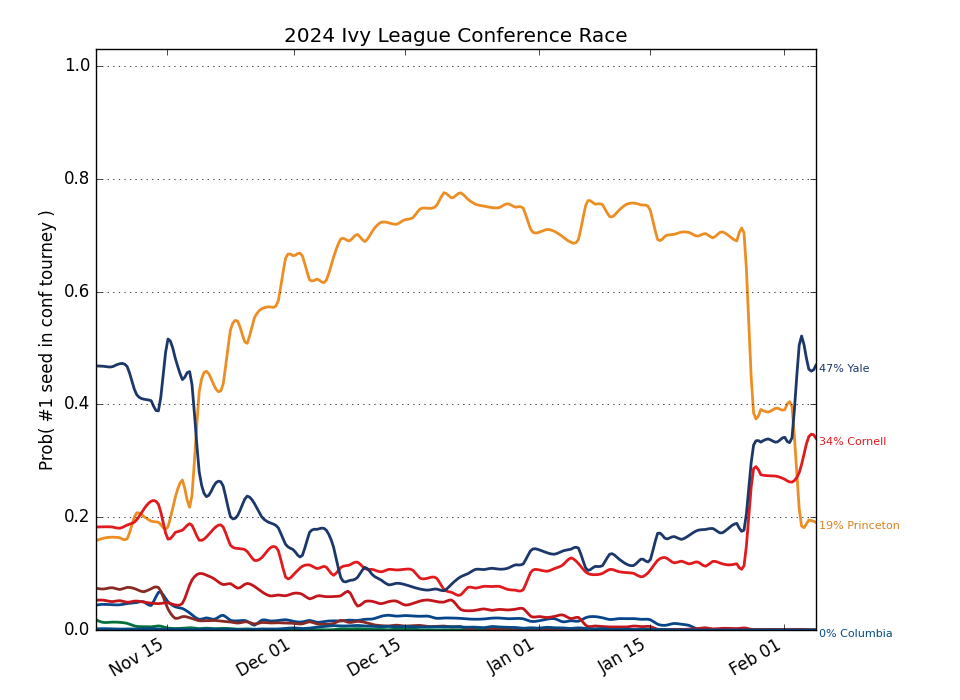 2024 Ivy League Conference Race
Prob( #1 seed in conf tourney )
1.0
0.8
0.6
0.4
0.2
0.0
47% Yale
34% Cornell
19% Princeton
0% Columbia
Nov 15
Dec 01
Dec 15
Jan 01
Jan 15
Feb 01